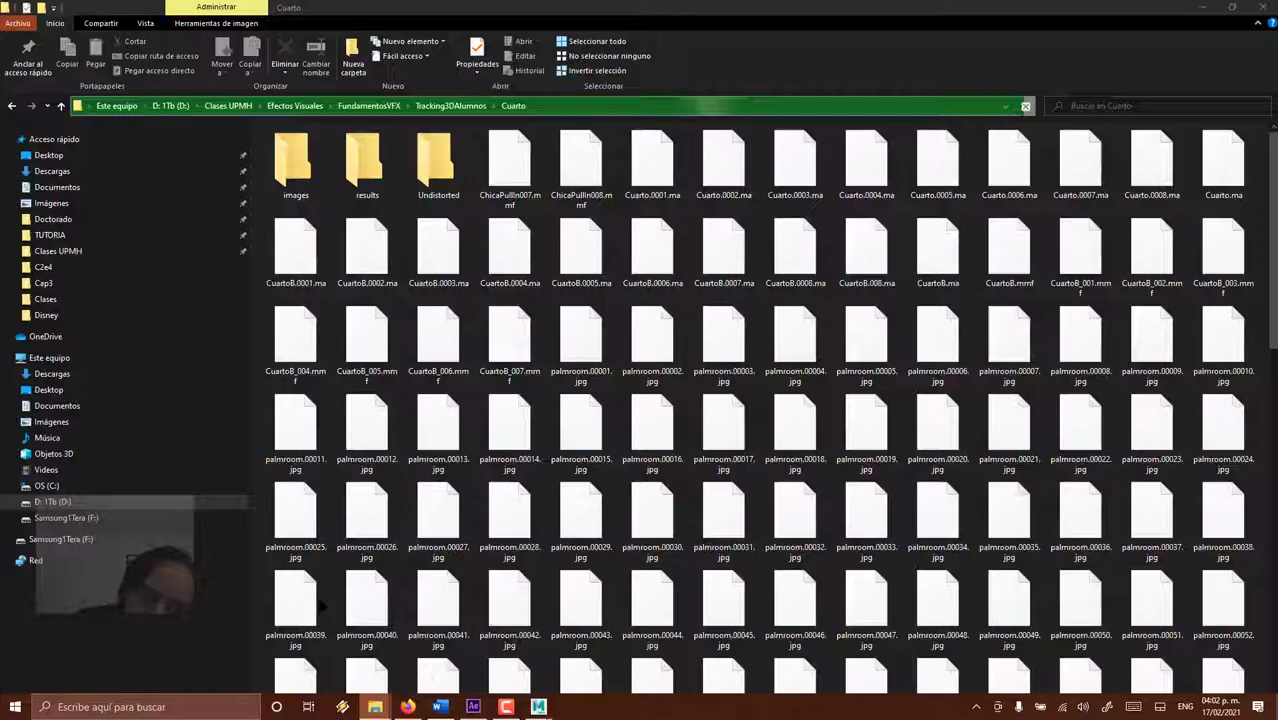 Administrar
Cuarto
Archivo
Inicio
Compartir
Vista
Herramientas de imagen
Anclar al acceso rápido
Copiar
Pegar
Cortar
Copiar ruta de acceso
Pegar acceso directo
Mover a
Copiar a
Eliminar
Cambiar nombre
Nueva carpeta
Nuevo elemento
Fácil acceso
Propiedades
Abrir
Editar
Historial
Seleccionar todo
No seleccionar ninguno
Invertir selección
Portapapeles
Organizar
Nuevo
Abrir
Seleccionar
Este equipo
D: 1Tb (D:)
Clases UPMH
Efectos Visuales
FundamentosVFX
Tracking3DAlumnos
Cuarto
Buscar en Cuarto
Acceso rápido
Desktop
Descargas
Documentos
Imágenes
Doctorado
TUTORIA
Clases UPMH
C2e4
Cap3
Clases
Disney
OneDrive
Este equipo
Descargas
Desktop
Documentos
Imágenes
Música
Objetos 3D
Videos
OS (C:)
D: 1Tb (D:)
Samsung1Tera (F:)
Samsung1Tera (F:)
Red
images
results
Undistorted
ChicaPullIn007.mmf
ChicaPullIn008.mmf
Cuarto.0001.ma
Cuarto.0002.ma
Cuarto.0003.ma
Cuarto.0004.ma
Cuarto.0005.ma
Cuarto.0006.ma
Cuarto.0007.ma
Cuarto.0008.ma
Cuarto.ma
CuartoB.0001.ma
CuartoB.0002.ma
CuartoB.0003.ma
CuartoB.0004.ma
CuartoB.0005.ma
CuartoB.0006.ma
CuartoB.0007.ma
CuartoB.0008.ma
CuartoB.008.ma
CuartoB.ma
CuartoB.mmf
CuartoB_001.mmf
CuartoB_002.mmf
CuartoB_003.mmf
CuartoB_004.mmf
CuartoB_005.mmf
CuartoB_006.mmf
CuartoB_007.mmf
palmroom.00001.jpg
palmroom.00002.jpg
palmroom.00003.jpg
palmroom.00004.jpg
palmroom.00005.jpg
palmroom.00006.jpg
palmroom.00007.jpg
palmroom.00008.jpg
palmroom.00009.jpg
palmroom.00010.jpg
palmroom.00011.jpg
palmroom.00012.jpg
palmroom.00013.jpg
palmroom.00014.jpg
palmroom.00015.jpg
palmroom.00016.jpg
palmroom.00017.jpg
palmroom.00018.jpg
palmroom.00019.jpg
palmroom.00020.jpg
palmroom.00021.jpg
palmroom.00022.jpg
palmroom.00023.jpg
palmroom.00024.jpg
palmroom.00025.jpg
palmroom.00026.jpg
palmroom.00027.jpg
palmroom.00028.jpg
palmroom.00029.jpg
palmroom.00030.jpg
palmroom.00031.jpg
palmroom.00032.jpg
palmroom.00033.jpg
palmroom.00034.jpg
palmroom.00035.jpg
palmroom.00036.jpg
palmroom.00037.jpg
palmroom.00038.jpg
palmroom.00039.jpg
palmroom.00040.jpg
palmroom.00041.jpg
palmroom.00042.jpg
palmroom.00043.jpg
palmroom.00044.jpg
palmroom.00045.jpg
palmroom.00046.jpg
palmroom.00047.jpg
palmroom.00048.jpg
palmroom.00049.jpg
palmroom.00050.jpg
palmroom.00051.jpg
palmroom.00052.jpg
Escribe aquí para buscar
Ae
ENG
04:02 p. m.
17/02/2021